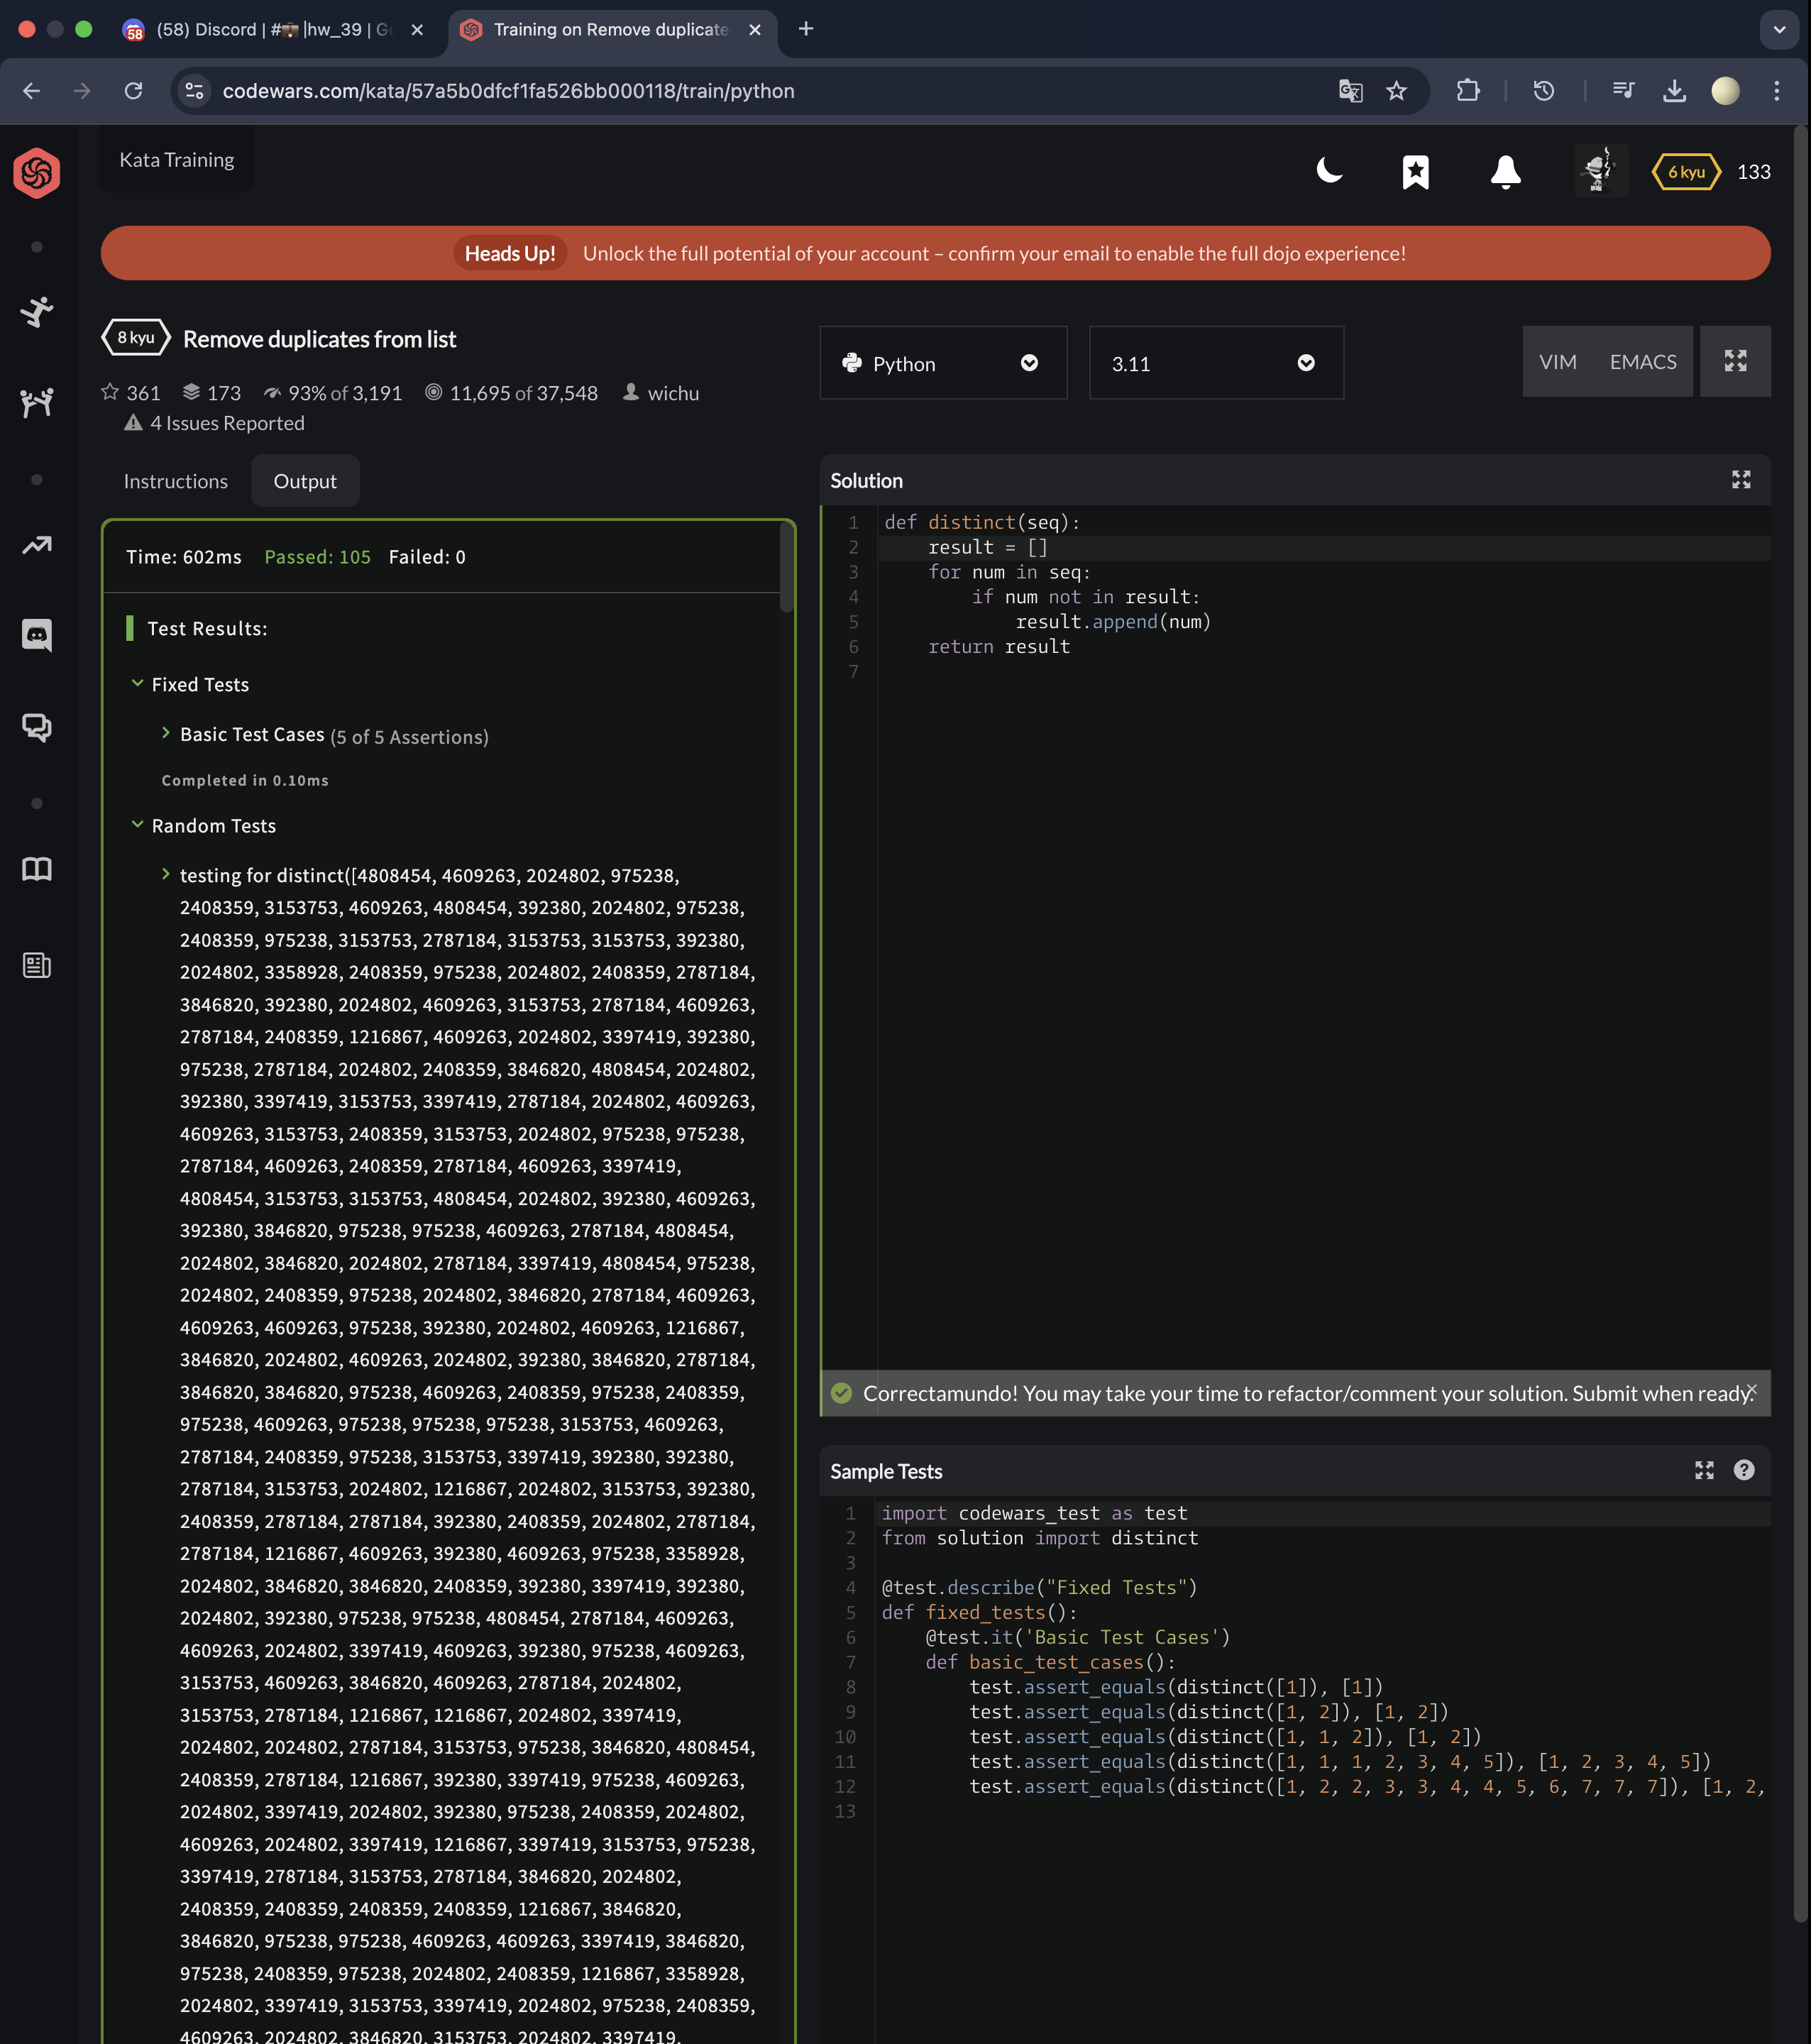 (58) Discord | #💼|hw_39 | Go
Training on Remove duplicate
codewars.com/kata/57a5b0dfcf1fa526bb000118/train/python
Kata Training
6 kyu
133
Heads Up! Unlock the full potential of your account – confirm your email to enable the full dojo experience!
8 kyu Remove duplicates from list
361 173 93% of 3,191 11,695 of 37,548 wichu
4 Issues Reported
Python
3.11
VIM EMACS
Instructions Output
Time: 602ms Passed: 105 Failed: 0
Test Results:
Fixed Tests
Basic Test Cases (5 of 5 Assertions)
Completed in 0.10ms
Random Tests
testing for distinct([4808454, 4609263, 2024802, 975238,
2408359, 3153753, 4609263, 4808454, 392380, 2024802, 975238,
2408359, 975238, 3153753, 2787184, 3153753, 3153753, 392380,
2024802, 3358928, 2408359, 975238, 2024802, 2408359, 2787184,
3846820, 392380, 2024802, 4609263, 3153753, 2787184, 4609263,
2787184, 2408359, 1216867, 4609263, 2024802, 3397419, 392380,
975238, 2787184, 2024802, 2408359, 3846820, 4808454, 2024802,
392380, 3397419, 3153753, 3397419, 2787184, 2024802, 4609263,
4609263, 3153753, 2408359, 3153753, 2024802, 975238, 975238,
2787184, 4609263, 2408359, 2787184, 4609263, 3397419,
4808454, 3153753, 3153753, 4808454, 2024802, 392380, 4609263,
392380, 3846820, 975238, 975238, 4609263, 2787184, 4808454,
2024802, 3846820, 2024802, 2787184, 3397419, 4808454, 975238,
2024802, 2408359, 975238, 2024802, 3846820, 2787184, 4609263,
4609263, 4609263, 975238, 392380, 2024802, 4609263, 1216867,
3846820, 2024802, 4609263, 2024802, 392380, 3846820, 2787184,
3846820, 3846820, 975238, 4609263, 2408359, 975238, 2408359,
975238, 4609263, 975238, 975238, 975238, 3153753, 4609263,
2787184, 2408359, 975238, 3153753, 3397419, 392380, 392380,
2787184, 3153753, 2024802, 1216867, 2024802, 3153753, 392380,
2408359, 2787184, 2787184, 392380, 2408359, 2024802, 2787184,
2787184, 1216867, 4609263, 392380, 4609263, 975238, 3358928,
2024802, 3846820, 3846820, 2408359, 392380, 3397419, 392380,
2024802, 392380, 975238, 975238, 4808454, 2787184, 4609263,
4609263, 2024802, 3397419, 4609263, 392380, 975238, 4609263,
3153753, 4609263, 3846820, 4609263, 2787184, 2024802,
3153753, 2787184, 1216867, 1216867, 2024802, 3397419,
2024802, 2024802, 2787184, 3153753, 975238, 3846820, 4808454,
2408359, 2787184, 1216867, 392380, 3397419, 975238, 4609263,
2024802, 3397419, 2024802, 392380, 975238, 2408359, 2024802,
4609263, 2024802, 3397419, 1216867, 3397419, 3153753, 975238,
3397419, 2787184, 3153753, 2787184, 3846820, 2024802,
2408359, 2408359, 2408359, 2408359, 1216867, 3846820,
3846820, 975238, 975238, 4609263, 4609263, 3397419, 3846820,
975238, 2408359, 975238, 2024802, 2408359, 1216867, 3358928,
2024802, 3397419, 3153753, 3397419, 2024802, 975238, 2408359,
4609263, 2024802, 3846820, 3153753, 2024802, 3397419,
Solution
1 def distinct(seq):
2 result = []
3 for num in seq:
4 if num not in result:
5 result.append(num)
6 return result
7
Correctamundo! You may take your time to refactor/comment your solution. Submit when ready.
Sample Tests
1 import codewars_test as test
2 from solution import distinct
3
4 @test.describe("Fixed Tests")
5 def fixed_tests():
6 @test.it('Basic Test Cases')
7 def basic_test_cases():
8 test.assert_equals(distinct([1]), [1])
9 test.assert_equals(distinct([1, 2]), [1, 2])
10 test.assert_equals(distinct([1, 1, 2]), [1, 2])
11 test.assert_equals(distinct([1, 1, 1, 2, 3, 4, 5]), [1, 2, 3, 4, 5])
12 test.assert_equals(distinct([1, 2, 2, 3, 3, 4, 4, 5, 6, 7, 7, 7]), [1, 2,
13